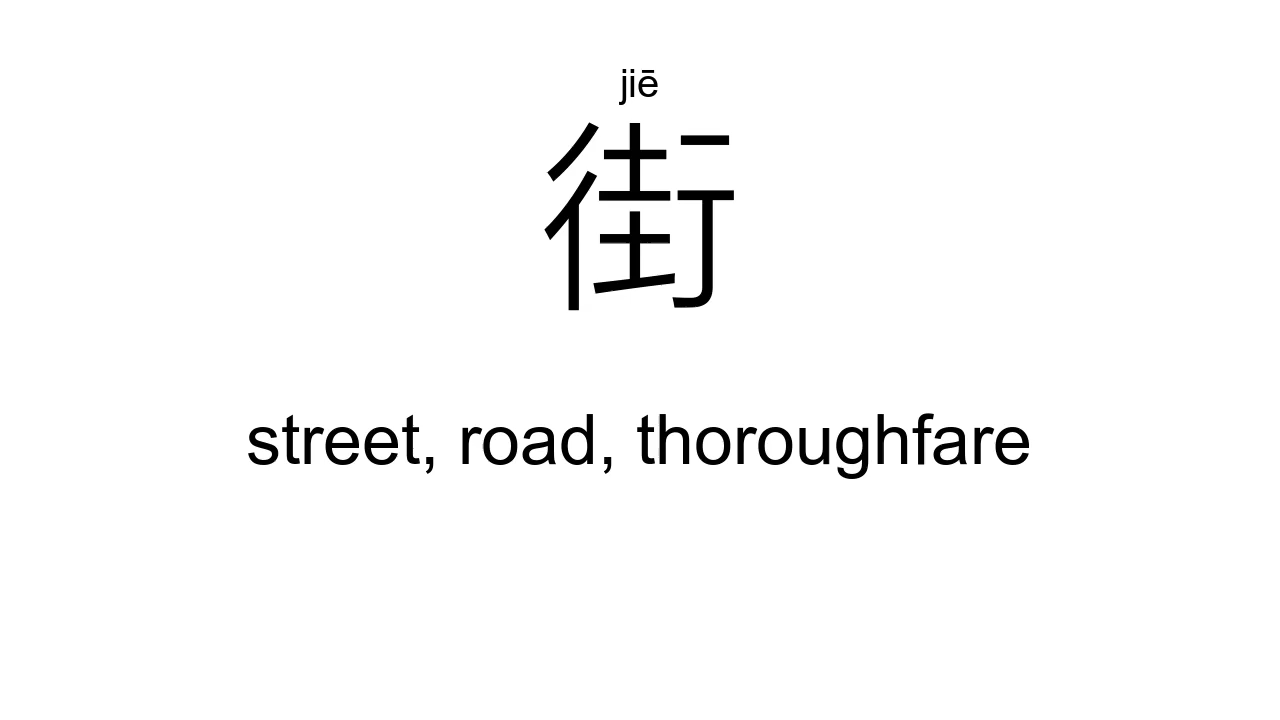 jiē
街
street, road, thoroughfare